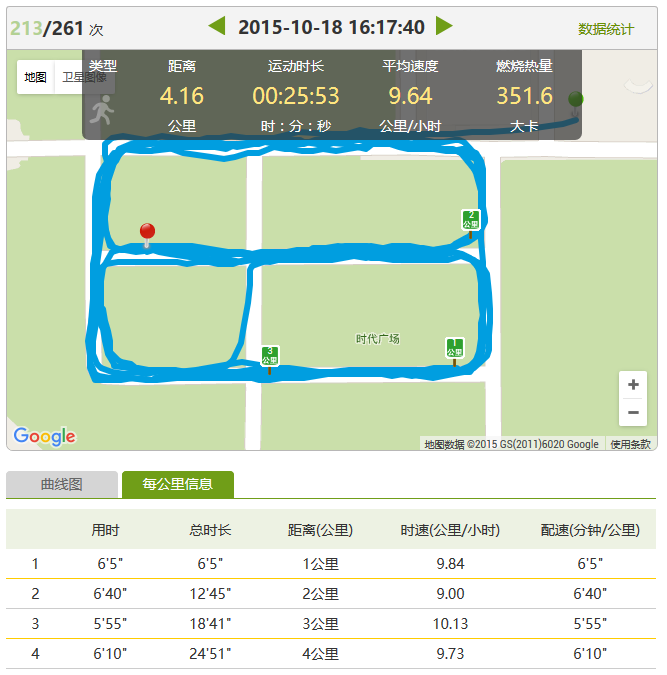 213/261 次 2015-10-18 16:17:40 数据统计
地图 卫星图像
类型 距离 运动时长 平均速度 燃烧热量
4.16 00:25:53 9.64 351.6
公里 时 : 分 : 秒 公里/小时 大卡
2
公里
时代广场
1
公里
3
公里
+
−
Google
地图数据 ©2015 GS(2011)6020 Google 使用条款
曲线图 每公里信息
用时 总时长 距离(公里) 时速(公里/小时) 配速(分钟/公里)
1 6'5" 6'5" 1公里 9.84 6'5"
2 6'40" 12'45" 2公里 9.00 6'40"
3 5'55" 18'41" 3公里 10.13 5'55"
4 6'10" 24'51" 4公里 9.73 6'10"